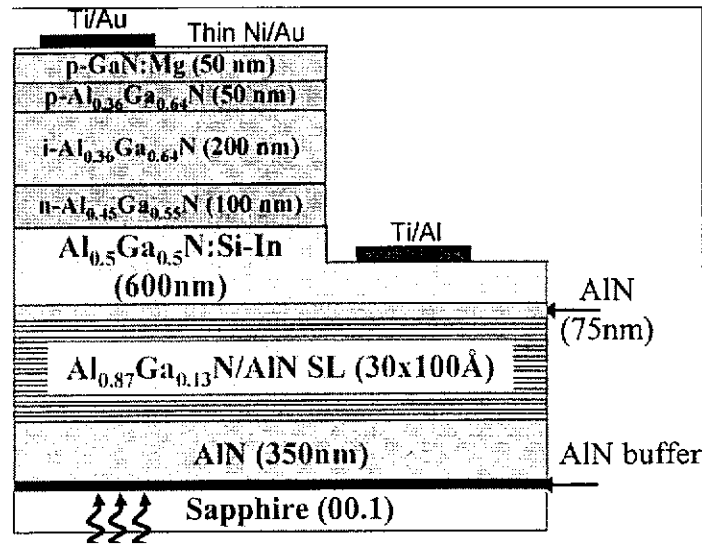 Ti/Au
Thin Ni/Au
p-GaN:Mg (50 nm)
p-Al0.36Ga0.64N (50 nm)
i-Al0.36Ga0.64N (200 nm)
n-Al0.45Ga0.55N (100 nm)
Al0.5Ga0.5N:Si-In
(600nm)
Ti/Al
AlN
(75nm)
Al0.87Ga0.13N/AlN SL (30x100Å)
AlN (350nm)
AlN buffer
Sapphire (00.1)